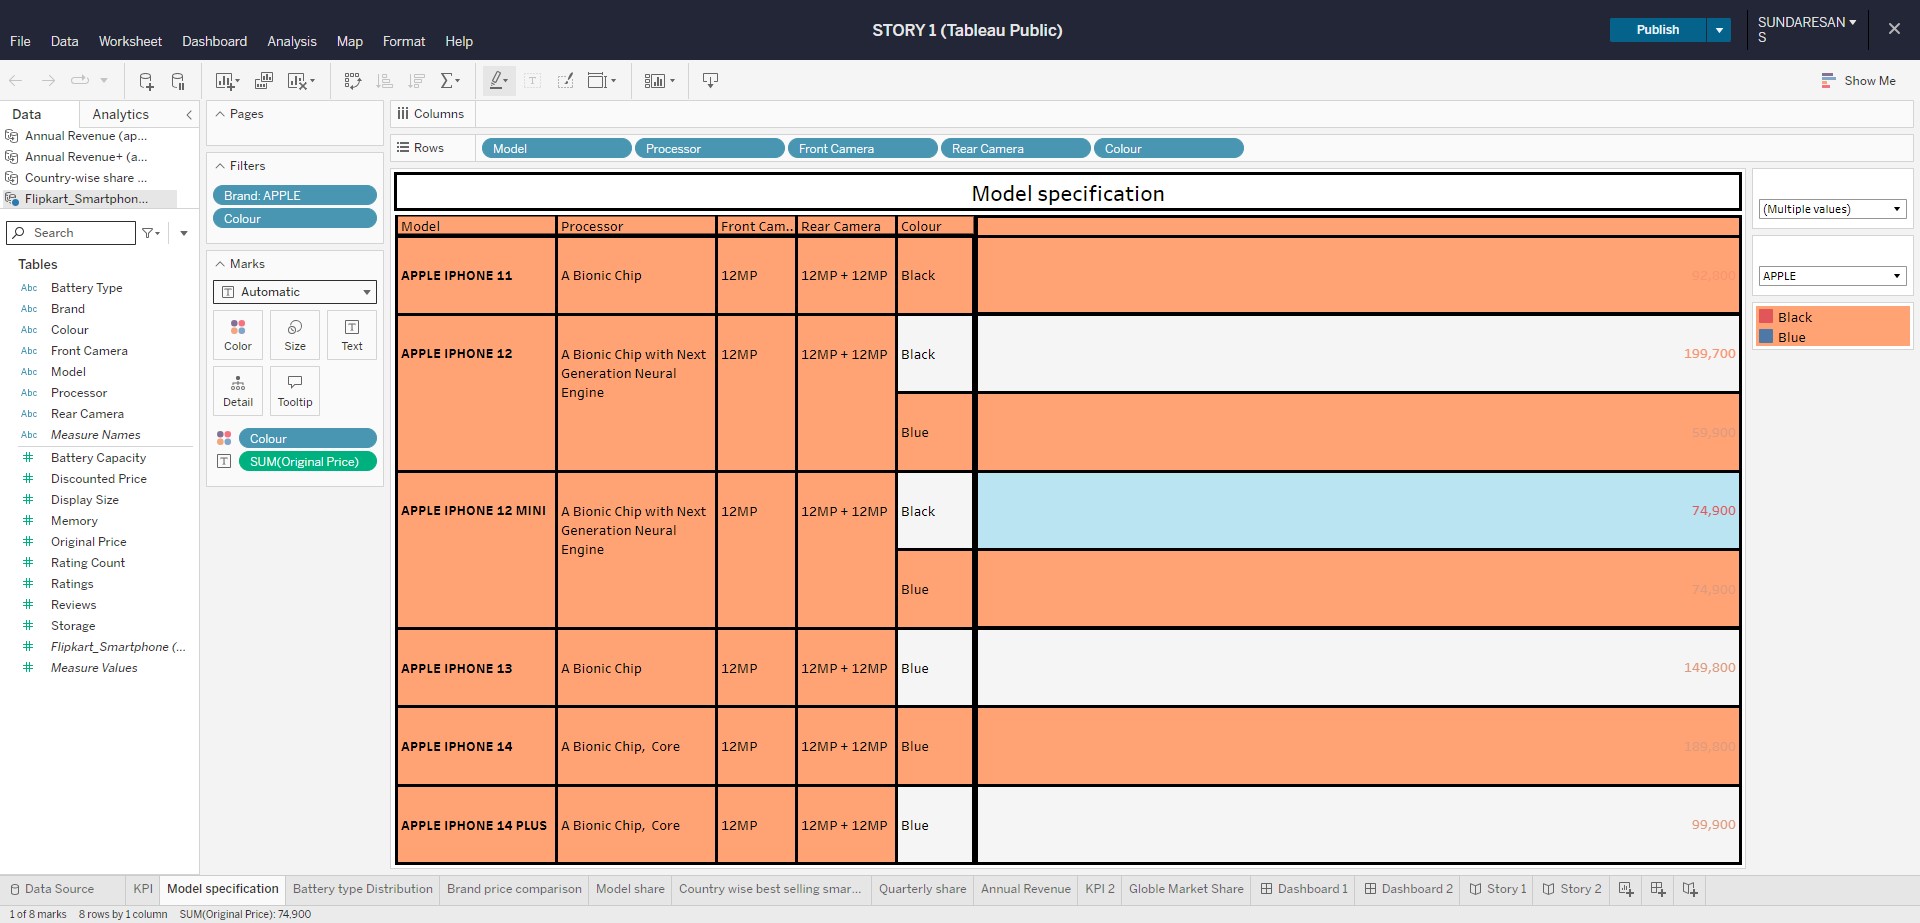 STORY 1 (Tableau Public)
Publish
SUNDARESAN S
File Data Worksheet Dashboard Analysis Map Format Help
Show Me
Data Analytics
Annual Revenue (ap...
Annual Revenue+ (a...
Country-wise share ...
Flipkart_Smartphon...
Search
Tables
Abc Battery Type
Abc Brand
Abc Colour
Abc Front Camera
Abc Model
Abc Processor
Abc Rear Camera
Abc Measure Names
# Battery Capacity
# Discounted Price
# Display Size
# Memory
# Original Price
# Rating Count
# Ratings
# Reviews
# Storage
# Flipkart_Smartphone (...
# Measure Values
Pages
Filters
Brand: APPLE
Colour
Marks
T Automatic
Color Size T Text
Detail Tooltip
Colour
T SUM(Original Price)
Columns
Rows Model Processor Front Camera Rear Camera Colour
Model specification
Model Processor Front Cam.. Rear Camera Colour
APPLE IPHONE 11 A Bionic Chip 12MP 12MP + 12MP Black 92,800
APPLE IPHONE 12 A Bionic Chip with Next Generation Neural Engine 12MP 12MP + 12MP Black 199,700
Blue 59,900
APPLE IPHONE 12 MINI A Bionic Chip with Next Generation Neural Engine 12MP 12MP + 12MP Black 74,900
Blue 74,900
APPLE IPHONE 13 A Bionic Chip 12MP 12MP + 12MP Blue 149,800
APPLE IPHONE 14 A Bionic Chip, Core 12MP 12MP + 12MP Blue 189,800
APPLE IPHONE 14 PLUS A Bionic Chip, Core 12MP 12MP + 12MP Blue 99,900
(Multiple values)
APPLE
Black
Blue
Data Source KPI Model specification Battery type Distribution Brand price comparison Model share Country wise best selling smar... Quarterly share Annual Revenue KPI 2 Globle Market Share Dashboard 1 Dashboard 2 Story 1 Story 2
1 of 8 marks 8 rows by 1 column SUM(Original Price): 74,900